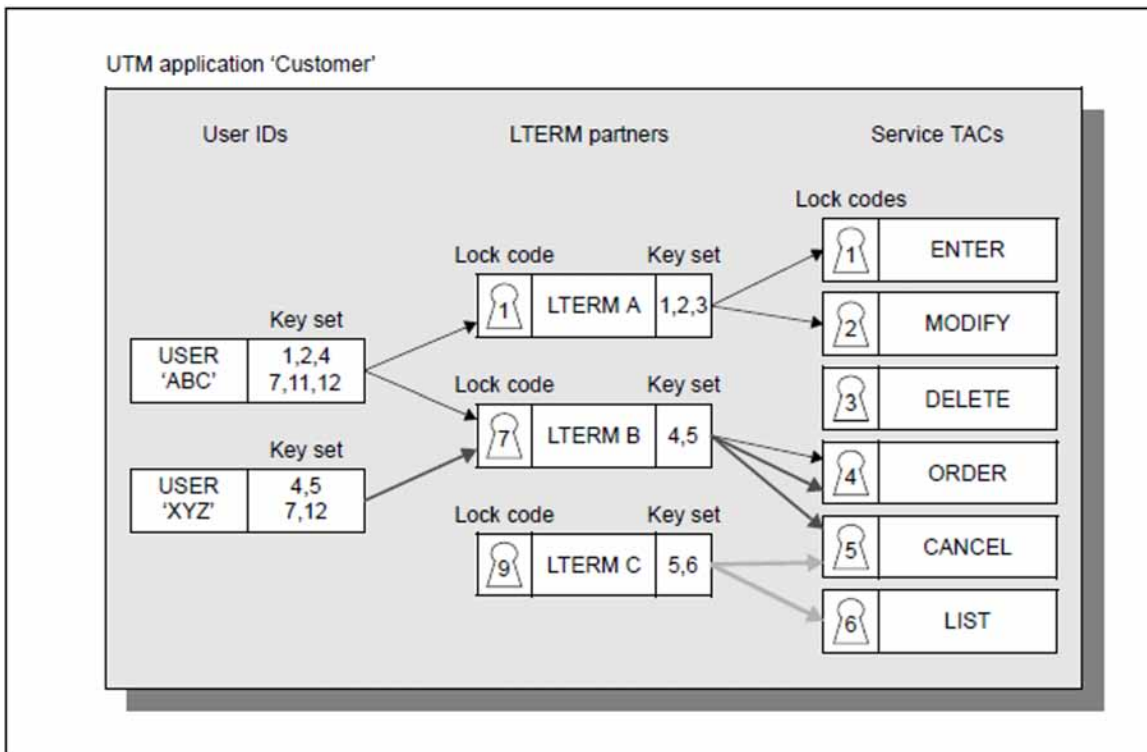 UTM application ‘Customer’
User IDs
LTERM partners
Service TACs
Lock codes
1 ENTER
Lock code Key set
1 LTERM A 1,2,3
2 MODIFY
Key set
USER
‘ABC’
1,2,4
7,11,12
Lock code Key set
7 LTERM B 4,5
3 DELETE
Key set
USER
‘XYZ’
4,5
7,12
4 ORDER
Lock code Key set
9 LTERM C 5,6
5 CANCEL
6 LIST